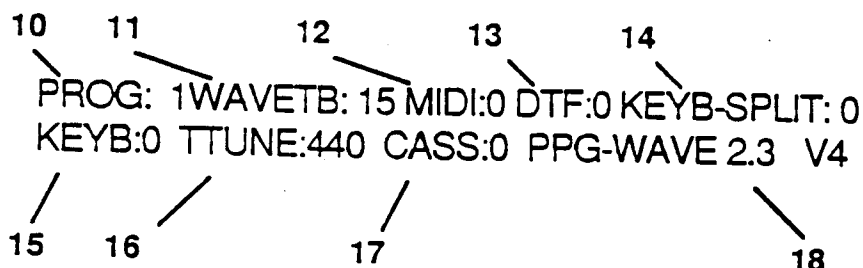 10 11 12 13 14
PROG: 1WAVETB: 15 MIDI:0 DTF:0 KEYB-SPLIT: 0
KEYB:0 TTUNE:440 CASS:0 PPG-WAVE 2.3 V4
15 16 17 18